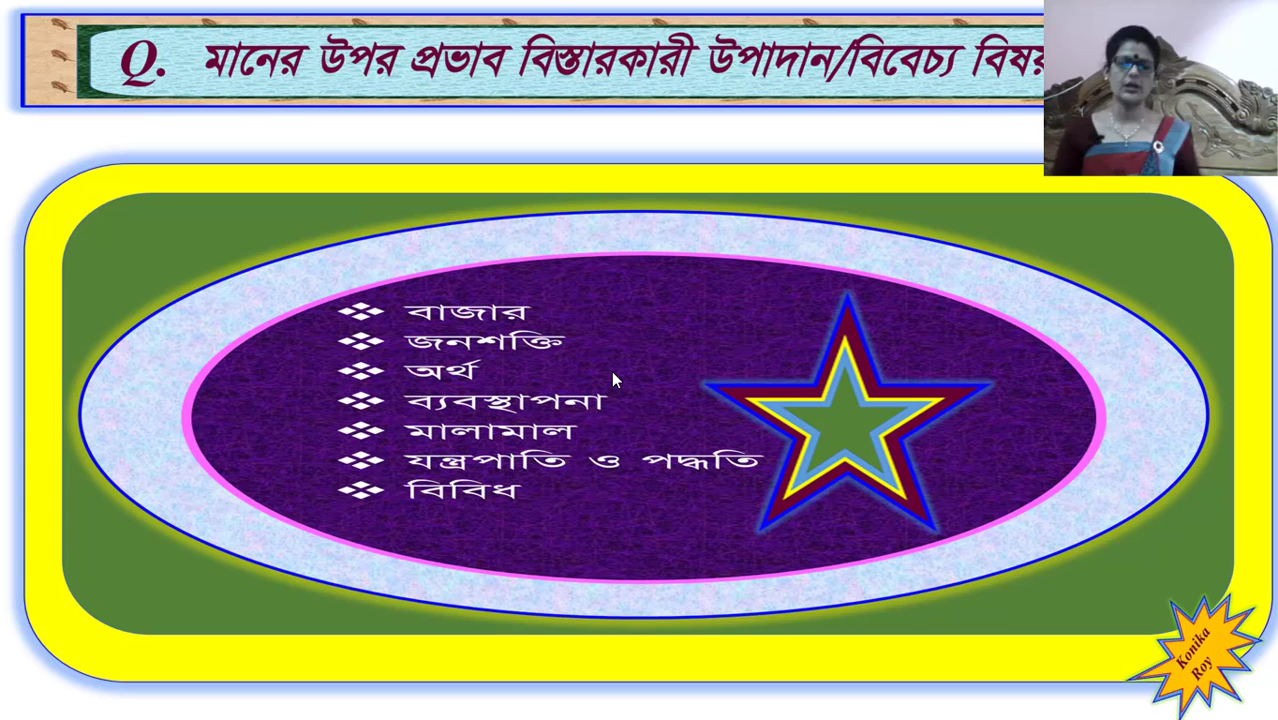 Q. মানের উপর প্রভাব বিস্তারকারী উপাদান/বিবেচ্য
বাজার
জনশক্তি
অর্থ
ব্যবস্থাপনা
মালামাল
যন্ত্রপাতি ও পদ্ধতি
বিবিধ
Konika
Roy